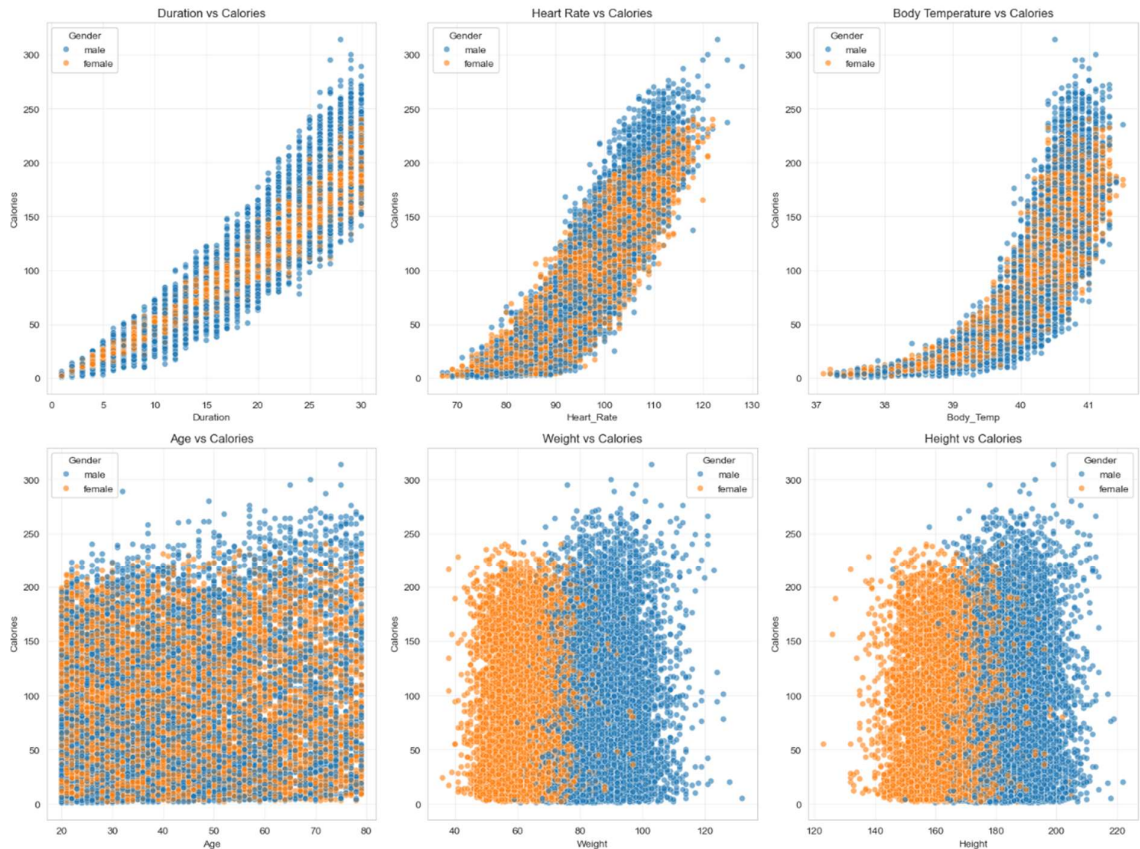 Duration vs Calories
Gender
male
female
300
250
200
150
100
50
0
Calories
0 5 10 15 20 25 30
Duration
Heart Rate vs Calories
Gender
male
female
300
250
200
150
100
50
0
Calories
70 80 90 100 110 120 130
Heart_Rate
Body Temperature vs Calories
Gender
male
female
300
250
200
150
100
50
0
Calories
37 38 39 40 41
Body_Temp
Age vs Calories
Gender
male
female
300
250
200
150
100
50
0
Calories
20 30 40 50 60 70 80
Age
Weight vs Calories
Gender
male
female
300
250
200
150
100
50
0
Calories
40 60 80 100 120
Weight
Height vs Calories
Gender
male
female
300
250
200
150
100
50
0
Calories
120 140 160 180 200 220
Height